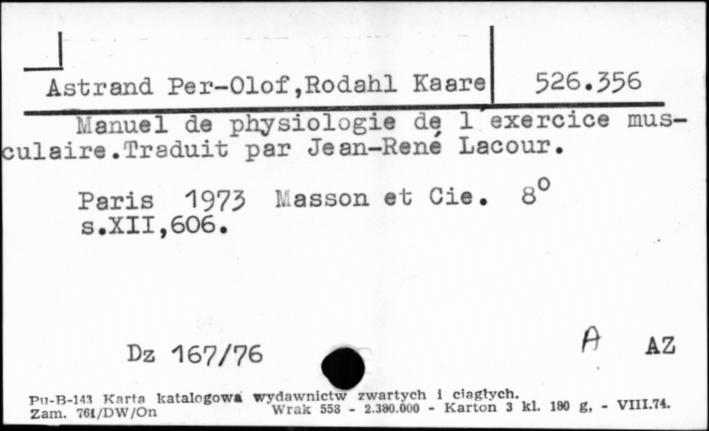 Astrand Per-Olof,Rodahl Kaare 526.356
Manuel de physiologie de l'exercice mus-
culaire.Traduit par Jean-René Lacour.
Paris 1973 Masson et Cie. 8°
s.XII,606.
Dz 167/76 A AZ
Pu-B-143 Karta katalogowa wydawnictw zwartych i ciągłych.
Zam. 761/DW/On Wrak 558 - 2.380.000 - Karton 3 kl. 180 g, - VIII.74.